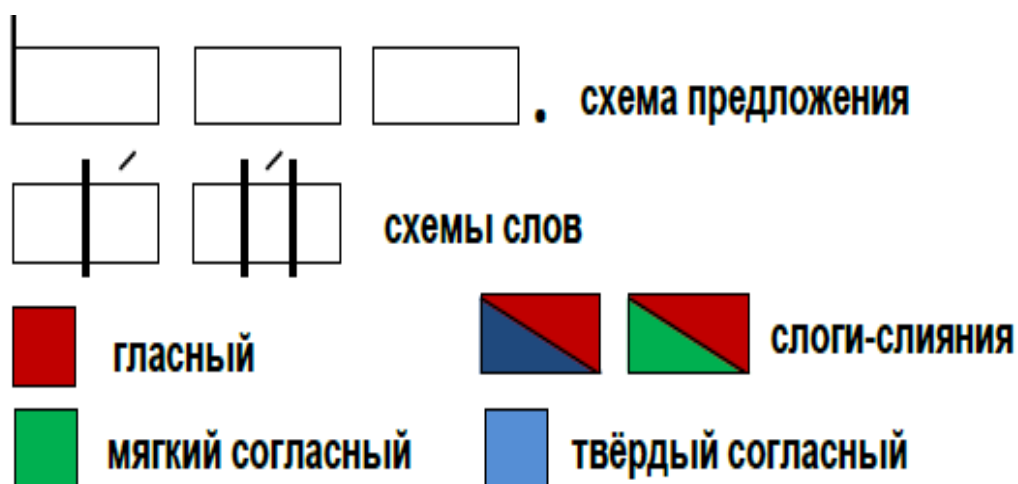 схема предложения
схемы слов
гласный
слоги-слияния
мягкий согласный
твёрдый согласный